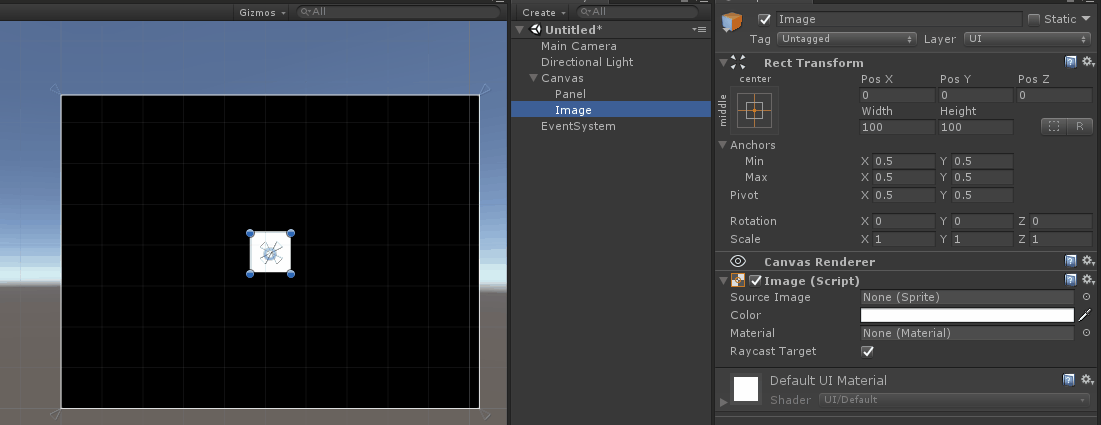 Gizmos All
Create All
Untitled*
Main Camera
Directional Light
Canvas
Panel
Image
EventSystem
Image Static
Tag Untagged Layer UI
Rect Transform
center Pos X Pos Y Pos Z
middle
0 0 0
Width Height
100 100 R
Anchors
Min X 0.5 Y 0.5
Max X 0.5 Y 0.5
Pivot X 0.5 Y 0.5
Rotation X 0 Y 0 Z 0
Scale X 1 Y 1 Z 1
Canvas Renderer
Image (Script)
Source Image None (Sprite)
Color
Material None (Material)
Raycast Target
Default UI Material
Shader UI/Default